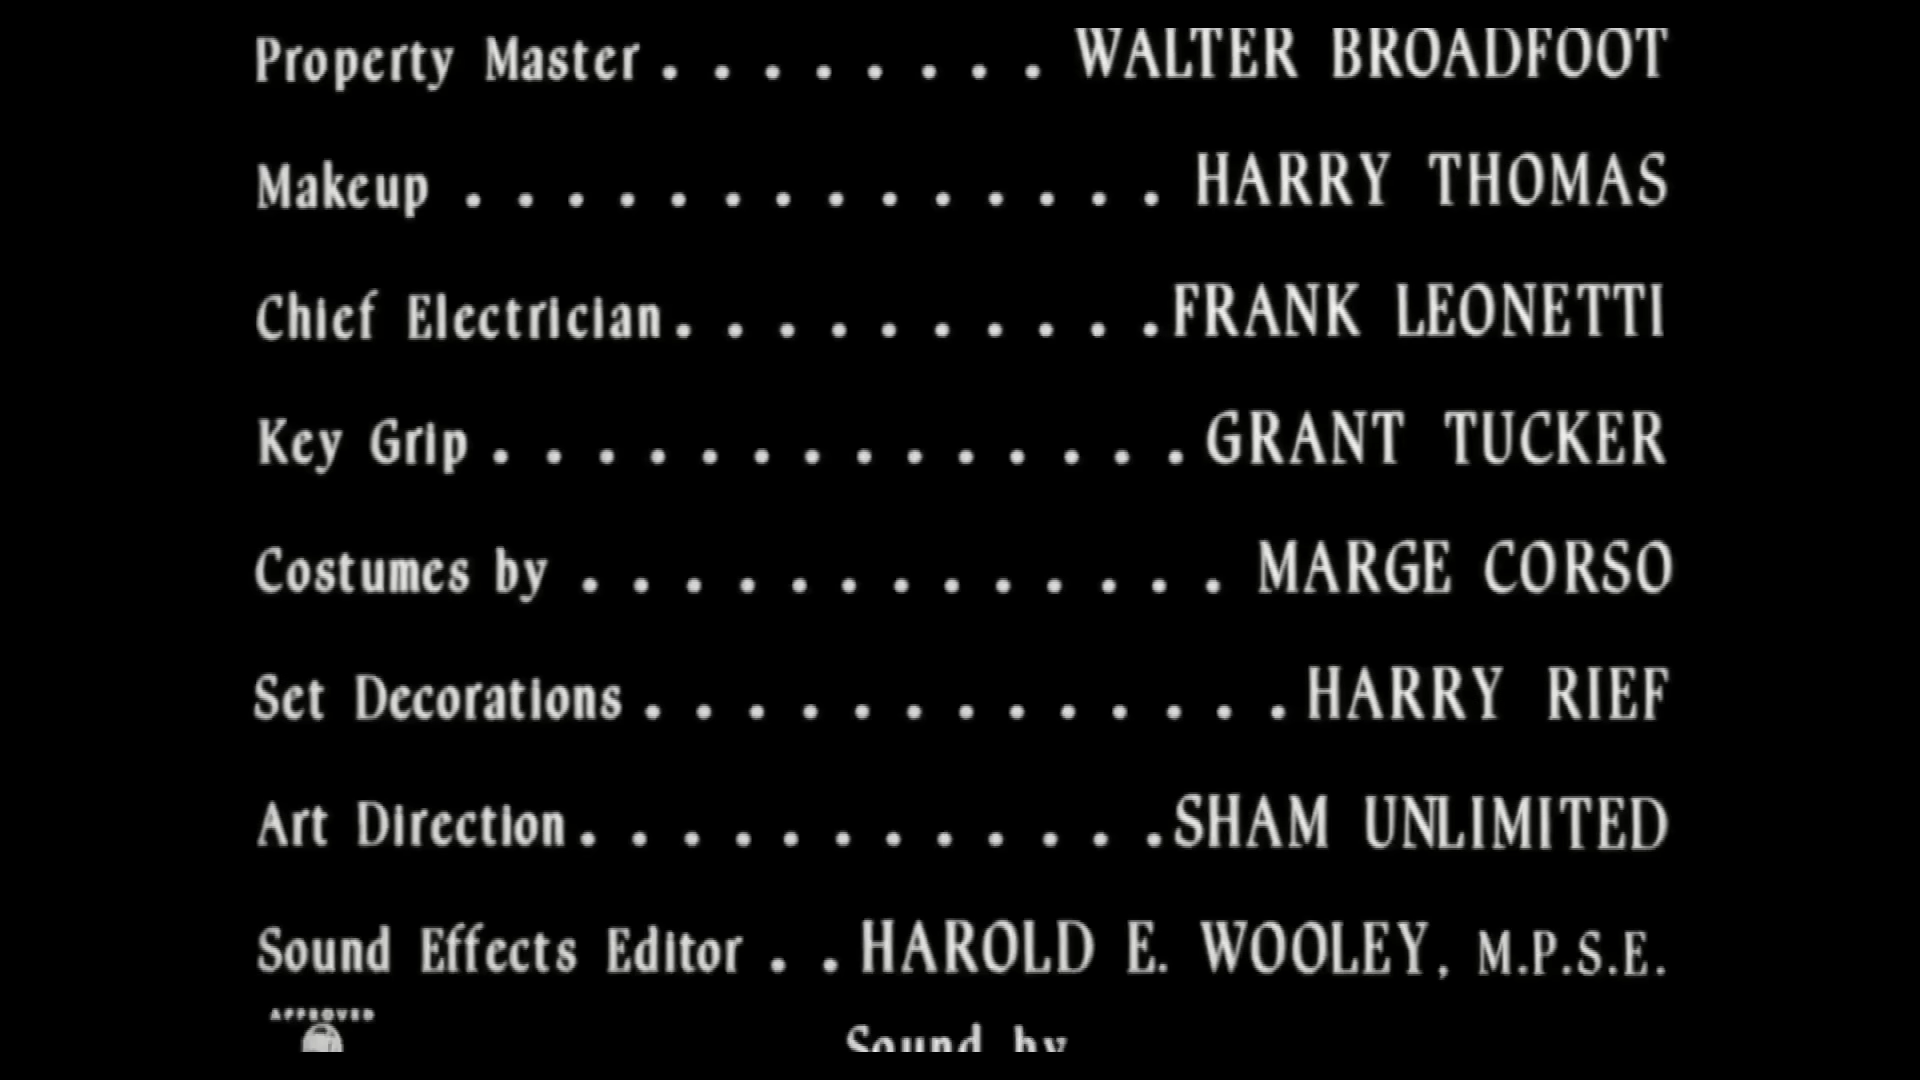 Property Master . . . . . . . . WALTER BROADFOOT
Makeup . . . . . . . . . . . . . . HARRY THOMAS
Chief Electrician . . . . . . . . . . FRANK LEONETTI
Key Grip . . . . . . . . . . . . . . GRANT TUCKER
Costumes by . . . . . . . . . . . . . MARGE CORSO
Set Decorations . . . . . . . . . . . . . HARRY RIEF
Art Direction . . . . . . . . . . . . SHAM UNLIMITED
Sound Effects Editor . . HAROLD E. WOOLEY, M.P.S.E.
APPROVED
Sound by